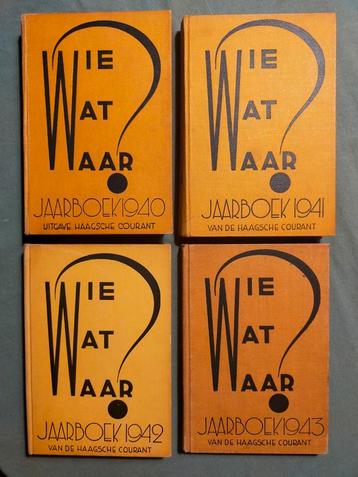 WIE
WAT
WAAR?
JAARBOEK 1940
UITGAVE HAAGSCHE COURANT
WIE
WAT
WAAR?
JAARBOEK 1941
VAN DE HAAGSCHE COURANT
WIE
WAT
WAAR?
JAARBOEK 1942
VAN DE HAAGSCHE COURANT
WIE
WAT
WAAR?
JAARBOEK 1943
VAN DE HAAGSCHE COURANT